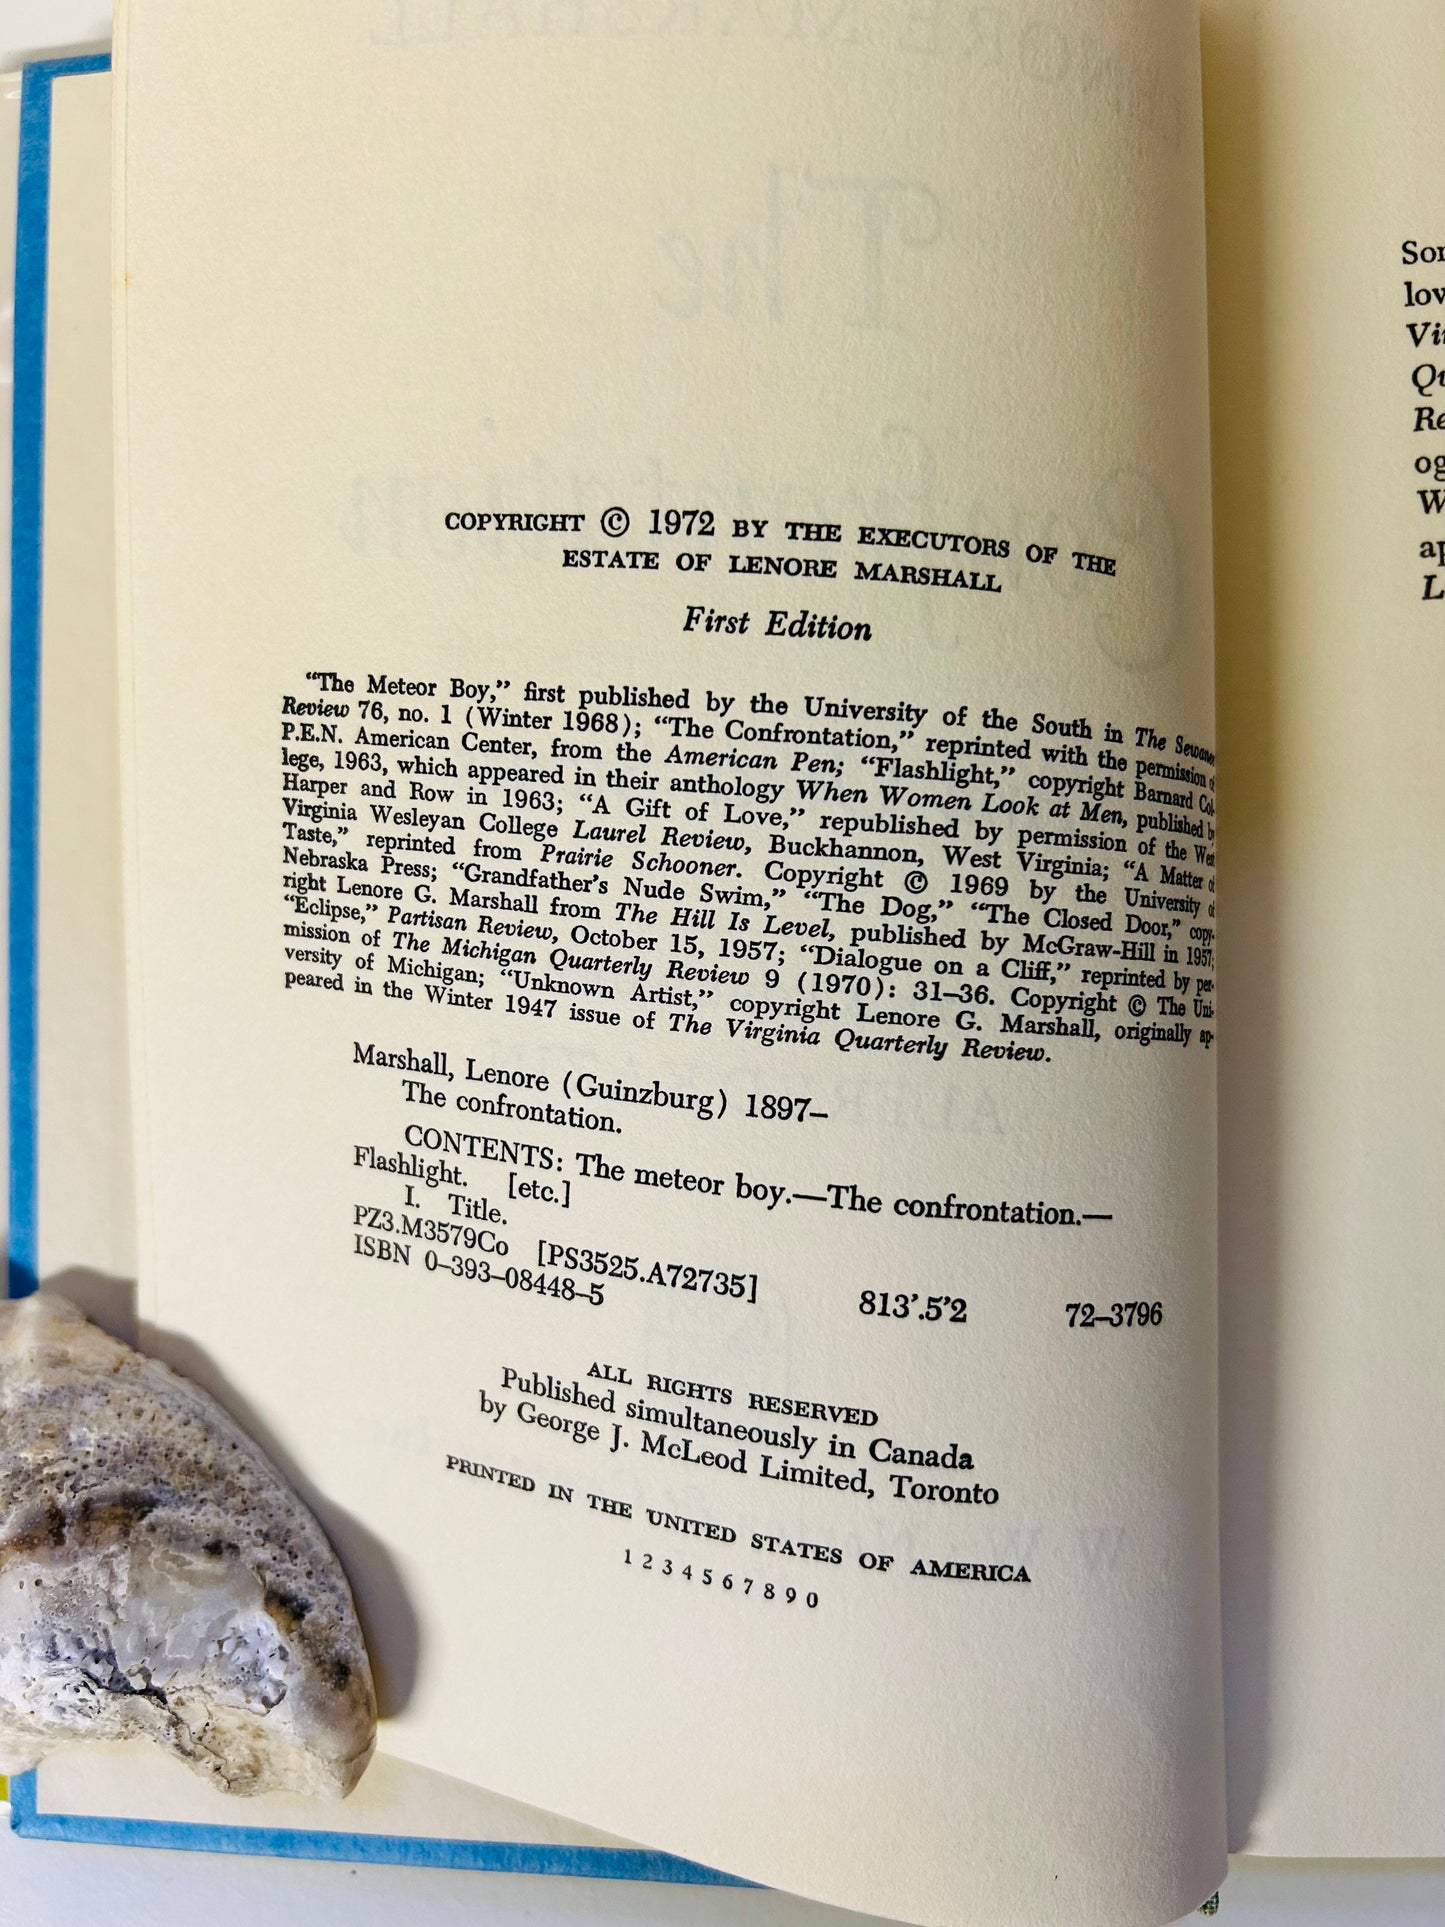 COPYRIGHT © 1972 BY THE EXECUTORS OF THE
ESTATE OF LENORE MARSHALL
First Edition
“The Meteor Boy,” first published by the University of the South in The Sewanee
Review 76, no. 1 (Winter 1968); “The Confrontation,” reprinted with the permission of
P.E.N. American Center, from the American Pen; “Flashlight,” copyright Barnard Col-
lege, 1963, which appeared in their anthology When Women Look at Men, published by
Harper and Row in 1963; “A Gift of Love,” republished by permission of the West
Virginia Wesleyan College Laurel Review, Buckhannon, West Virginia; “A Matter of
Taste,” reprinted from Prairie Schooner. Copyright © 1969 by the University of
Nebraska Press; “Grandfather’s Nude Swim,” “The Dog,” “The Closed Door,” copy-
right Lenore G. Marshall from The Hill Is Level, published by McGraw-Hill in 1957;
“Eclipse,” Partisan Review, October 15, 1957; “Dialogue on a Cliff,” reprinted by per-
mission of The Michigan Quarterly Review 9 (1970): 31–36. Copyright © The Uni-
versity of Michigan; “Unknown Artist,” copyright Lenore G. Marshall, originally ap-
peared in the Winter 1947 issue of The Virginia Quarterly Review.
Marshall, Lenore (Guinzburg) 1897–
The confrontation.
CONTENTS: The meteor boy.—The confrontation.—
Flashlight. [etc.]
I. Title.
PZ3.M3579Co [PS3525.A72735] 813’.5’2 72–3796
ISBN 0–393–08448–5
ALL RIGHTS RESERVED
Published simultaneously in Canada
by George J. McLeod Limited, Toronto
PRINTED IN THE UNITED STATES OF AMERICA
1 2 3 4 5 6 7 8 9 0